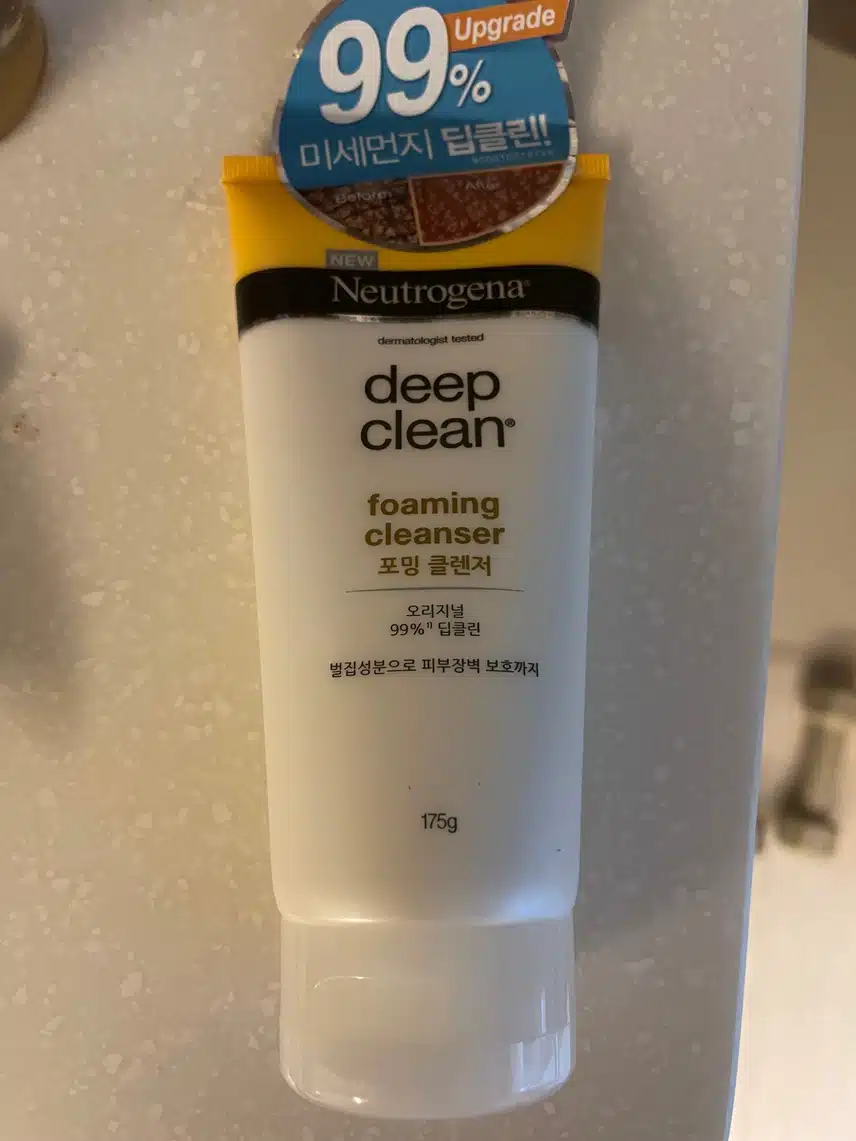 Upgrade
99%
미세먼지 딥클린!
Before
After
NEW
Neutrogena®
dermatologist tested
deep
clean®
foaming
cleanser
포밍 클렌저
오리지널
99%¹⁾ 딥클린
벌집성분으로 피부장벽 보호까지
175g